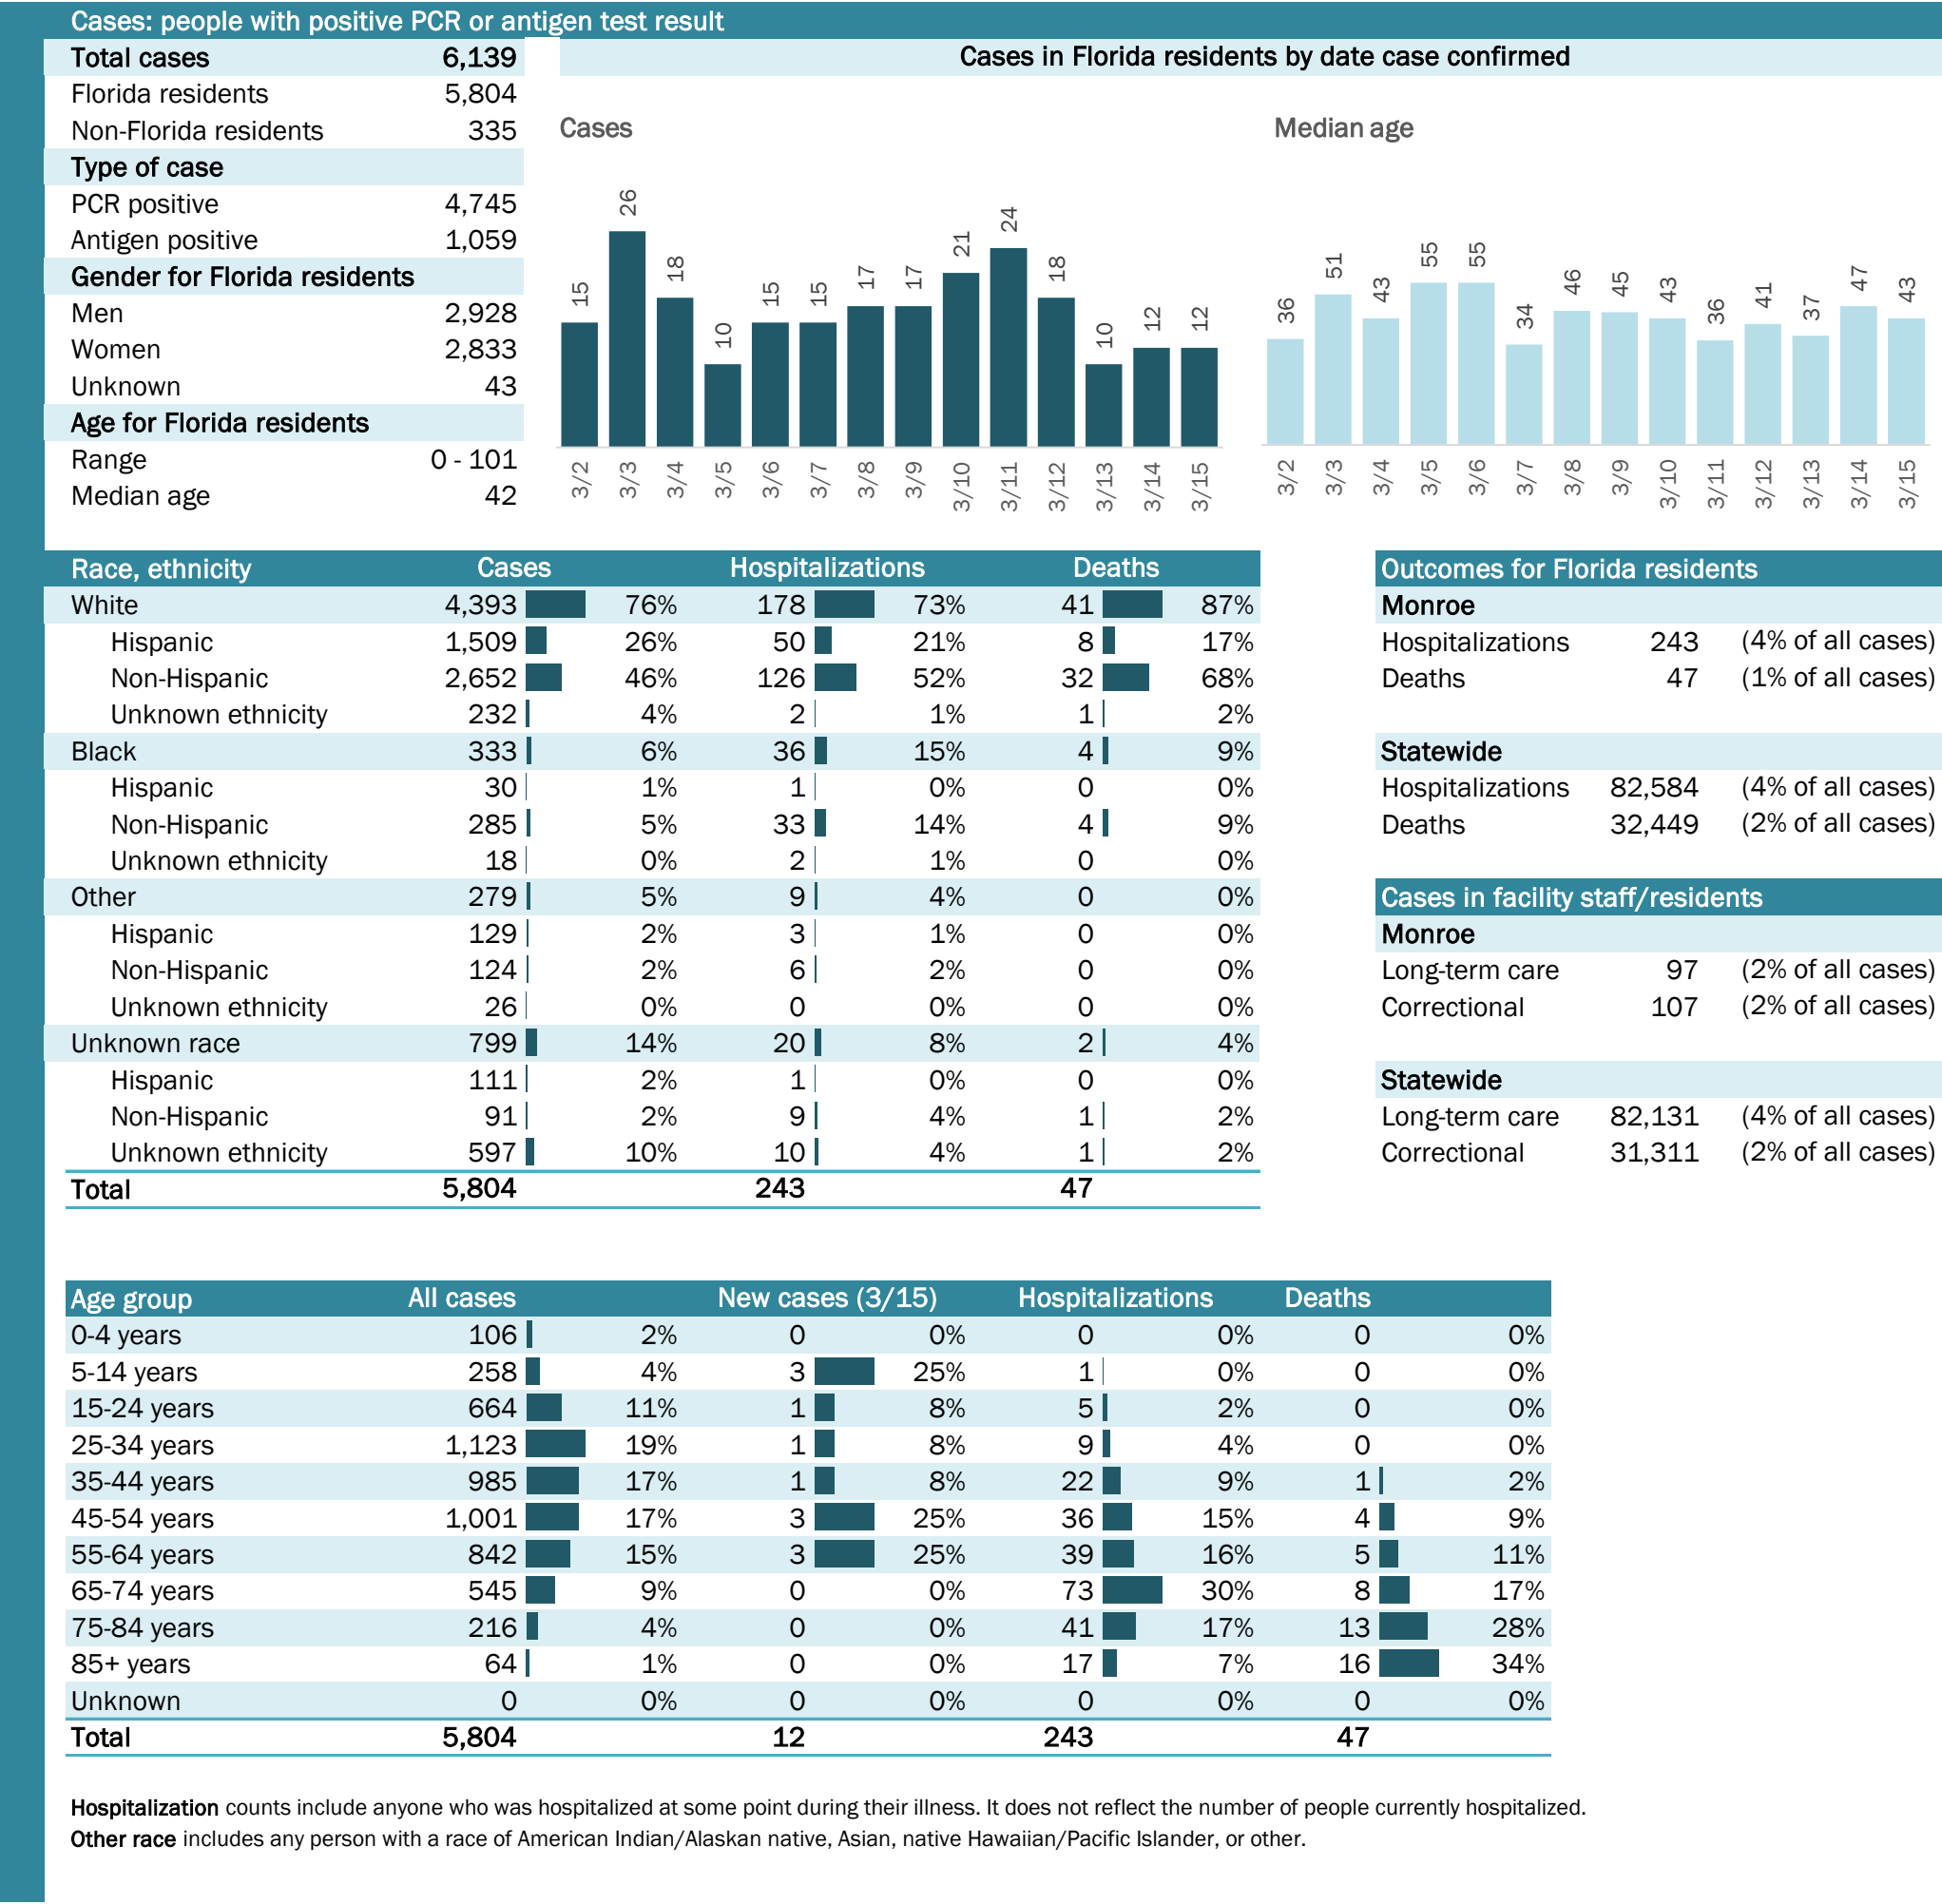 Cases: people with positive PCR or antigen test result
Total cases 6,139
Florida residents 5,804
Non-Florida residents 335
Type of case
PCR positive 4,745
Antigen positive 1,059
Gender for Florida residents
Men 2,928
Women 2,833
Unknown 43
Age for Florida residents
Range 0 - 101
Median age 42
Cases in Florida residents by date case confirmed
Cases
15 26 18 10 15 15 17 17 21 24 18 10 12 12
3/2 3/3 3/4 3/5 3/6 3/7 3/8 3/9 3/10 3/11 3/12 3/13 3/14 3/15
Median age
36 51 43 55 55 34 46 45 43 36 41 37 47 43
3/2 3/3 3/4 3/5 3/6 3/7 3/8 3/9 3/10 3/11 3/12 3/13 3/14 3/15
Race, ethnicity Cases Hospitalizations Deaths
White 4,393 76% 178 73% 41 87%
Hispanic 1,509 26% 50 21% 8 17%
Non-Hispanic 2,652 46% 126 52% 32 68%
Unknown ethnicity 232 4% 2 1% 1 2%
Black 333 6% 36 15% 4 9%
Hispanic 30 1% 1 0% 0 0%
Non-Hispanic 285 5% 33 14% 4 9%
Unknown ethnicity 18 0% 2 1% 0 0%
Other 279 5% 9 4% 0 0%
Hispanic 129 2% 3 1% 0 0%
Non-Hispanic 124 2% 6 2% 0 0%
Unknown ethnicity 26 0% 0 0% 0 0%
Unknown race 799 14% 20 8% 2 4%
Hispanic 111 2% 1 0% 0 0%
Non-Hispanic 91 2% 9 4% 1 2%
Unknown ethnicity 597 10% 10 4% 1 2%
Total 5,804 243 47
Outcomes for Florida residents
Monroe
Hospitalizations 243 (4% of all cases)
Deaths 47 (1% of all cases)
Statewide
Hospitalizations 82,584 (4% of all cases)
Deaths 32,449 (2% of all cases)
Cases in facility staff/residents
Monroe
Long-term care 97 (2% of all cases)
Correctional 107 (2% of all cases)
Statewide
Long-term care 82,131 (4% of all cases)
Correctional 31,311 (2% of all cases)
Age group All cases New cases (3/15) Hospitalizations Deaths
0-4 years 106 2% 0 0% 0 0% 0 0%
5-14 years 258 4% 3 25% 1 0% 0 0%
15-24 years 664 11% 1 8% 5 2% 0 0%
25-34 years 1,123 19% 1 8% 9 4% 0 0%
35-44 years 985 17% 1 8% 22 9% 1 2%
45-54 years 1,001 17% 3 25% 36 15% 4 9%
55-64 years 842 15% 3 25% 39 16% 5 11%
65-74 years 545 9% 0 0% 73 30% 8 17%
75-84 years 216 4% 0 0% 41 17% 13 28%
85+ years 64 1% 0 0% 17 7% 16 34%
Unknown 0 0% 0 0% 0 0% 0 0%
Total 5,804 12 243 47
Hospitalization counts include anyone who was hospitalized at some point during their illness. It does not reflect the number of people currently hospitalized.
Other race includes any person with a race of American Indian/Alaskan native, Asian, native Hawaiian/Pacific Islander, or other.